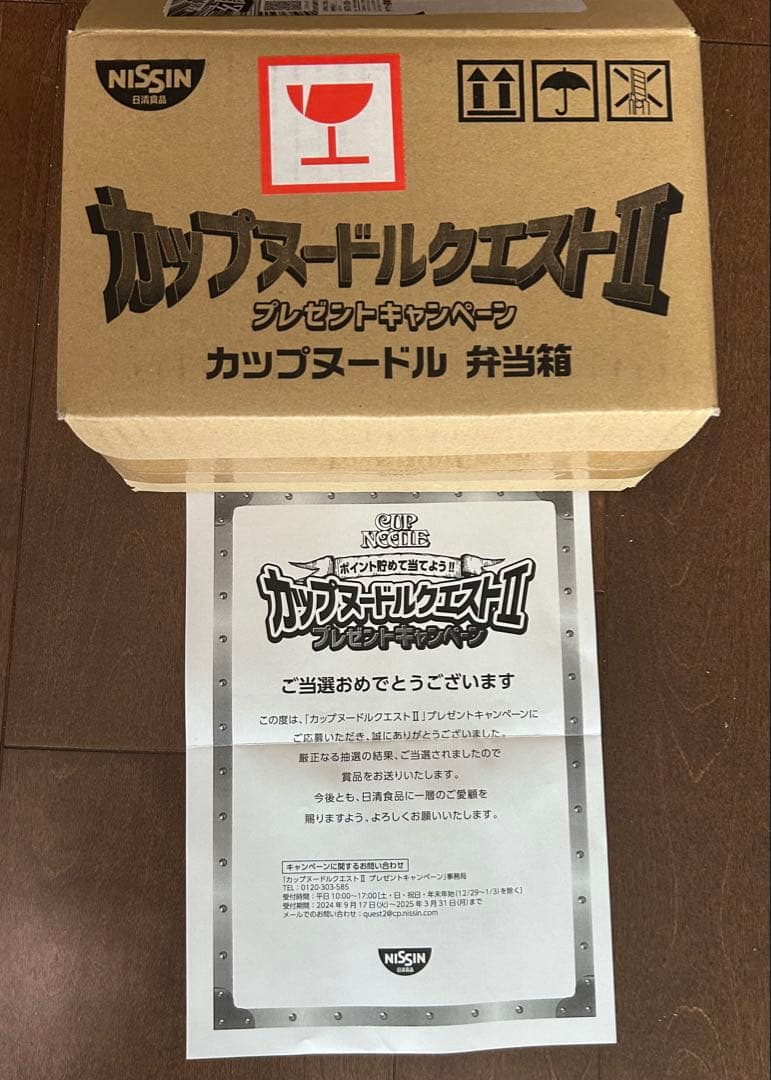 NISSIN
日清食品
カップヌードルクエストⅡ
プレゼントキャンペーン
カップヌードル 弁当箱
CUP
NOODLE
ポイント貯めて当てよう!!
カップヌードルクエストⅡ
プレゼントキャンペーン
ご当選おめでとうございます
この度は、「カップヌードルクエストⅡ」プレゼントキャンペーンに
ご応募いただき、誠にありがとうございました。
厳正なる抽選の結果、ご当選されましたので
賞品をお送りいたします。
今後とも、日清食品に一層のご愛顧を
賜りますよう、よろしくお願いいたします。
キャンペーンに関するお問い合わせ
「カップヌードルクエストⅡ プレゼントキャンペーン」事務局
TEL:0120-303-585
受付時間:平日10:00〜17:00[土・日・祝日・年末年始(12/29〜1/3)を除く]
受付期間:2024年9月17日(火)〜2025年3月31日(月)まで
メールでのお問い合わせ:quest2@cp.nissin.com
NISSIN
日清食品